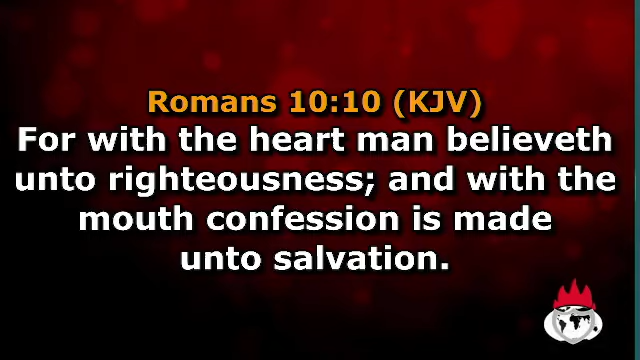 Romans 10:10 (KJV)
For with the heart man believeth
unto righteousness; and with the
mouth confession is made
unto salvation.